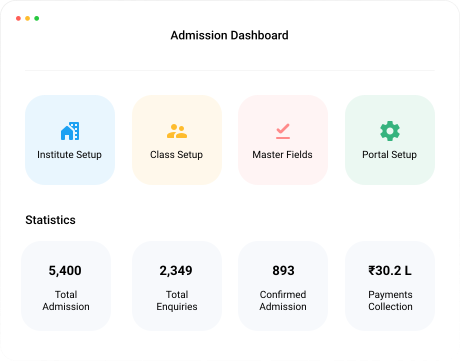 Admission Dashboard
Institute Setup
Class Setup
Master Fields
Portal Setup
Statistics
5,400
Total
Admission
2,349
Total
Enquiries
893
Confirmed
Admission
₹30.2 L
Payments
Collection